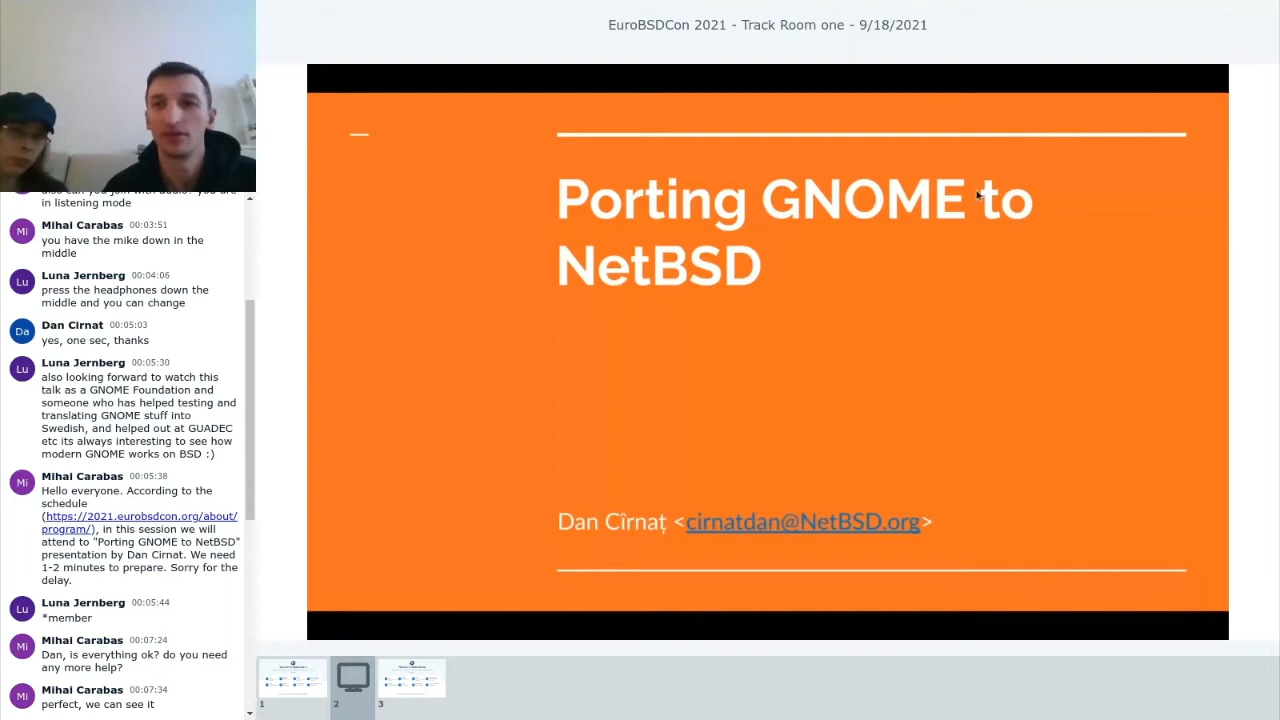 EuroBSDCon 2021 - Track Room one - 9/18/2021
in listening mode
Mihai Carabas 00:03:51
you have the mike down in the
middle
Luna Jernberg 00:04:06
press the headphones down the
middle and you can change
Dan Cirnat 00:05:03
yes, one sec, thanks
Luna Jernberg 00:05:30
also looking forward to watch this
talk as a GNOME Foundation and
someone who has helped testing and
translating GNOME stuff into
Swedish, and helped out at GUADEC
etc its always interesting to see how
modern GNOME works on BSD :)
Mihai Carabas 00:05:38
Hello everyone. According to the
schedule
(https://2021.eurobsdcon.org/about/
program/), in this session we will
attend to "Porting GNOME to NetBSD"
presentation by Dan Cirnat. We need
1-2 minutes to prepare. Sorry for the
delay.
Luna Jernberg 00:05:44
*member
Mihai Carabas 00:07:24
Dan, is everything ok? do you need
any more help?
Mihai Carabas 00:07:34
perfect, we can see it
Mi
Lu
Da
Lu
Mi
Lu
Mi
Mi
Porting GNOME to
NetBSD
Dan Cîrnaț <cirnatdan@NetBSD.org>
1
2
3